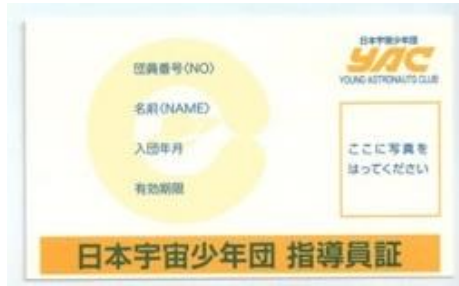 日本宇宙少年団
YAC
YOUNG ASTRONAUTS CLUB
団員番号(NO)
名前(NAME)
入団年月
有効期限
ここに写真を
はってください
日本宇宙少年団 指導員証